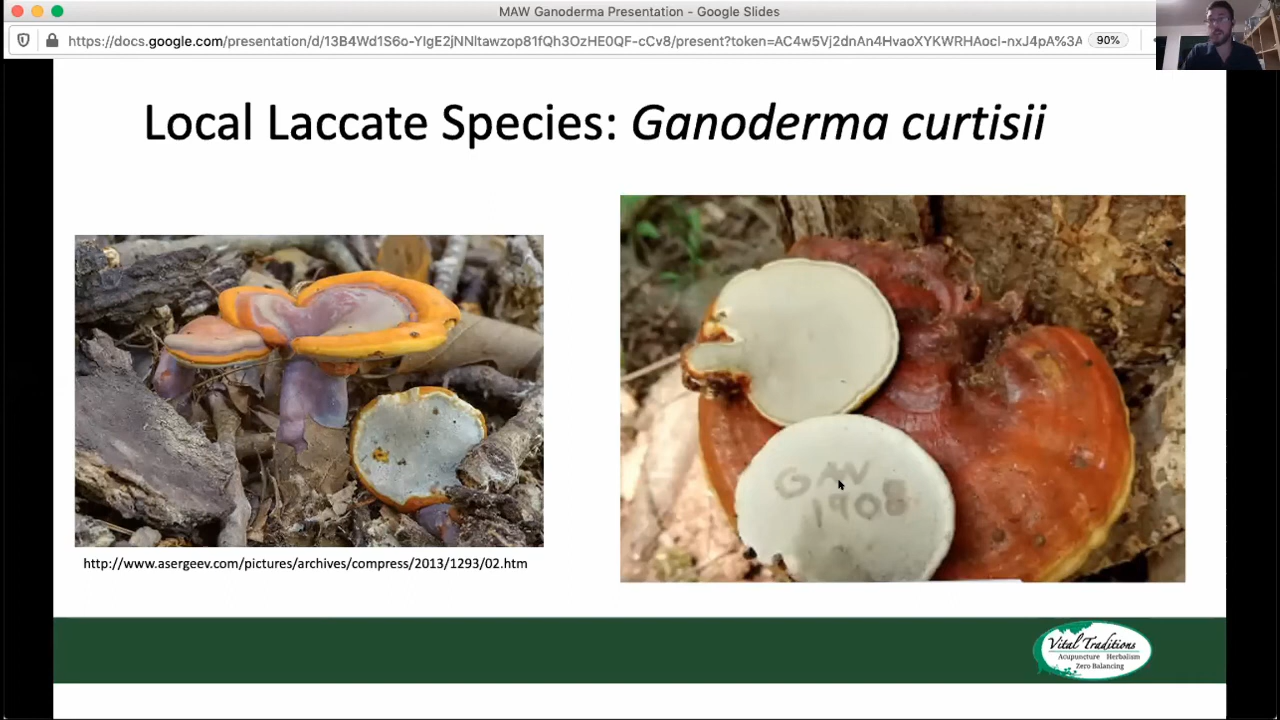 MAW Ganoderma Presentation - Google Slides
https://docs.google.com/presentation/d/13B4Wd1S6o-YIgE2jNNltawzop81fQh3OzHE0QF-cCv8/present?token=AC4w5Vj2dnAn4HvaoXYKWRHAocI-nxJ4pA%3A
90%
Local Laccate Species: Ganoderma curtisii
GAN
1908
http://www.asergeev.com/pictures/archives/compress/2013/1293/02.htm
Vital Traditions
Acupuncture Herbalism
Zero Balancing